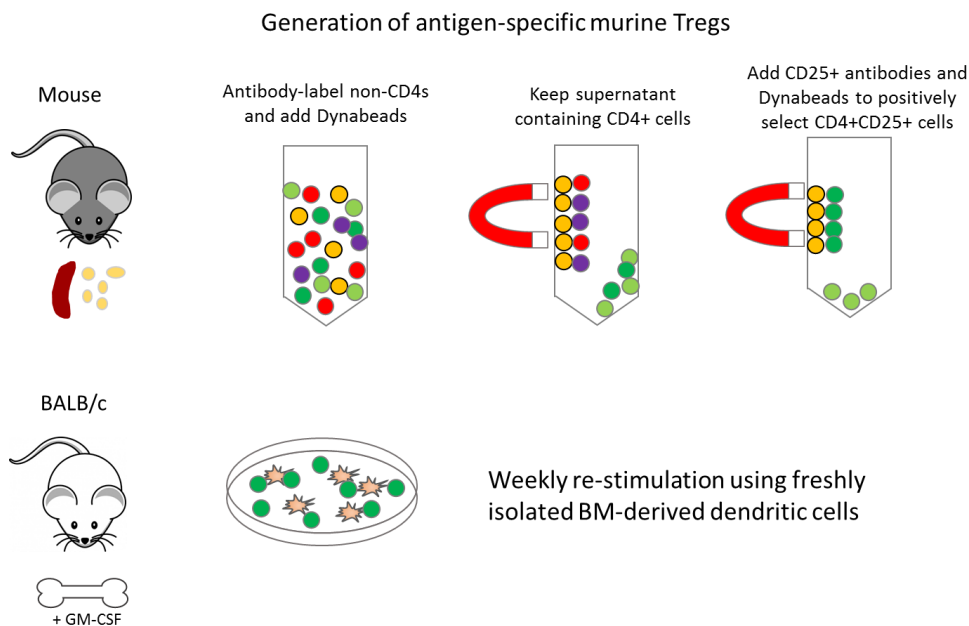 Generation of antigen-specific murine Tregs
Mouse
Antibody-label non-CD4s
and add Dynabeads
Keep supernatant
containing CD4+ cells
Add CD25+ antibodies and
Dynabeads to positively
select CD4+CD25+ cells
BALB/c
Weekly re-stimulation using freshly
isolated BM-derived dendritic cells
+ GM-CSF